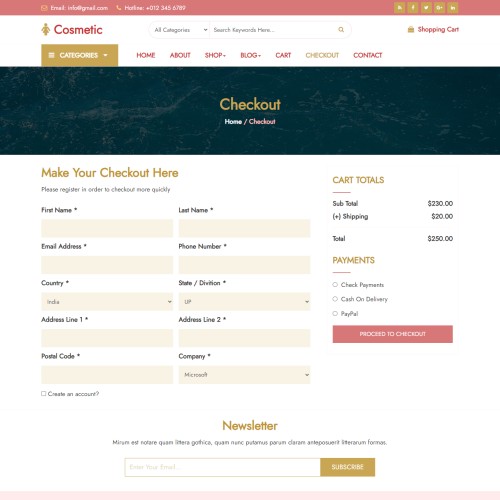 Email: info@gmail.com Hotline: +012 345 6789
Cosmetic
All Categories Search Keywords Here... Shopping Cart
CATEGORIES HOME ABOUT SHOP BLOG CART CHECKOUT CONTACT
Checkout
Home / Checkout
Make Your Checkout Here
Please register in order to checkout more quickly
First Name * Last Name *
Email Address * Phone Number *
Country * State / Divition *
India UP
Address Line 1 * Address Line 2 *
Postal Code * Company *
Microsoft
Create an account?
CART TOTALS
Sub Total $230.00
(+) Shipping $20.00
Total $250.00
PAYMENTS
Check Payments
Cash On Delivery
PayPal
PROCEED TO CHECKOUT
Newsletter
Mirum est notare quam littera gothica, quam nunc putamus parum claram anteposuerit litterarum formas.
Enter Your Email... SUBSCRIBE